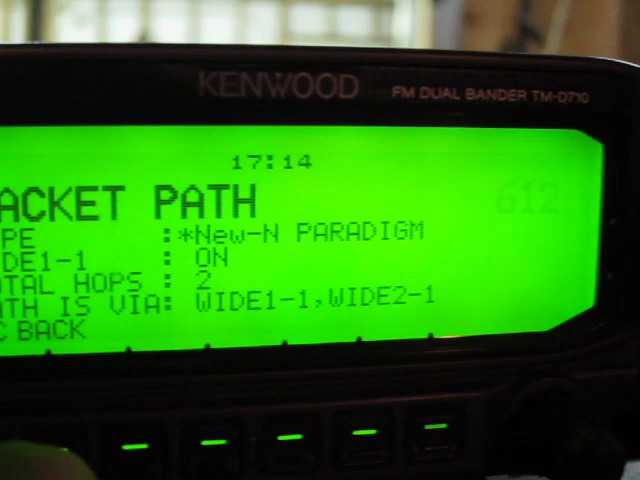 KENWOOD FM DUAL BANDER TM-D710
17:14
ACKET PATH 612
PE :*New-N PARADIGM
DE1-1 : ON
TAL HOPS : 2
TH IS VIA: WIDE1-1,WIDE2-1
C BACK